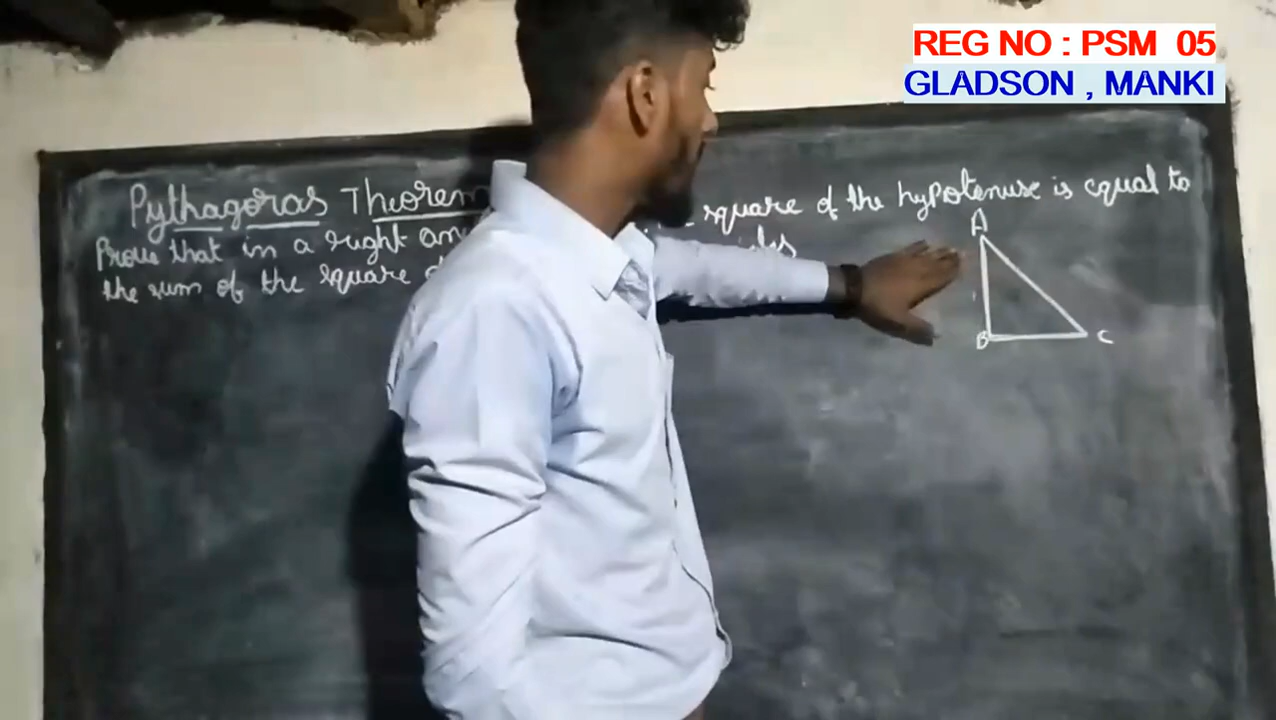 REG NO : PSM 05
GLADSON , MANKI
Pythagoras Theorem
Prove that in a right square of the hypotenuse is equal to
the sum of the square
A
B
C